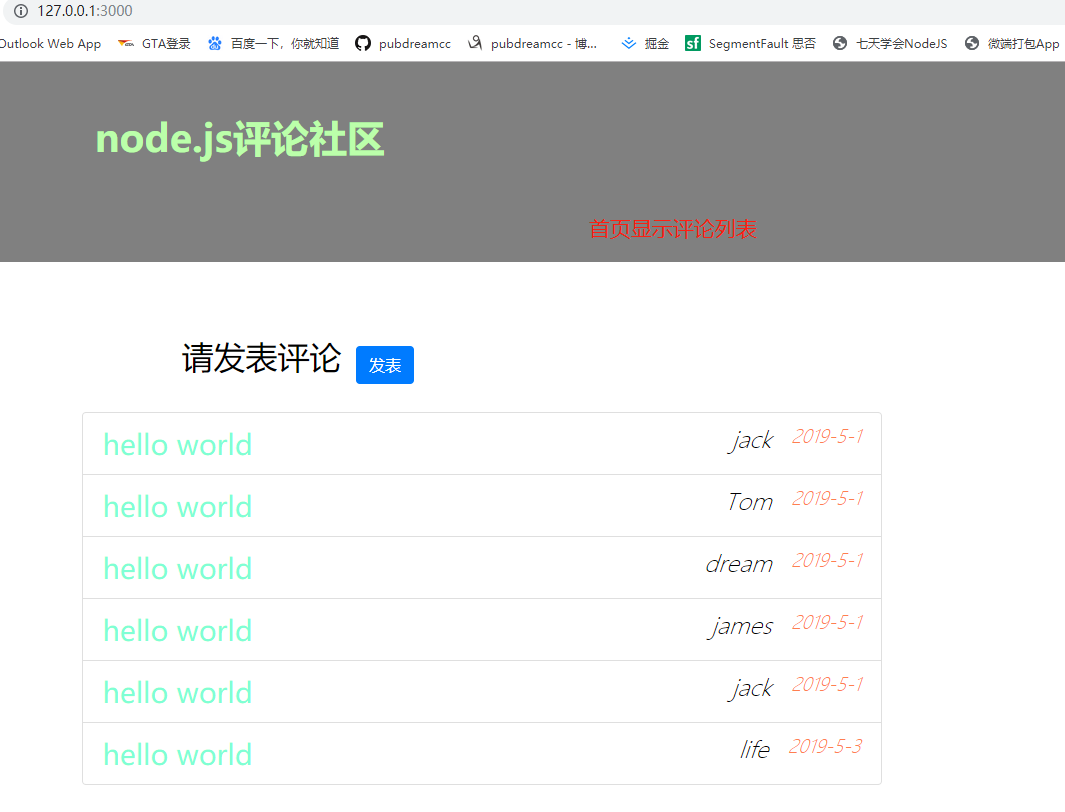 127.0.0.1:3000
Outlook Web App GTA登录 百度一下，你就知道 pubdreamcc pubdreamcc - 博... 掘金 sf SegmentFault 思否 七天学会NodeJS 微端打包App
node.js评论社区
首页显示评论列表
请发表评论 发表
hello world jack 2019-5-1
hello world Tom 2019-5-1
hello world dream 2019-5-1
hello world james 2019-5-1
hello world jack 2019-5-1
hello world life 2019-5-3